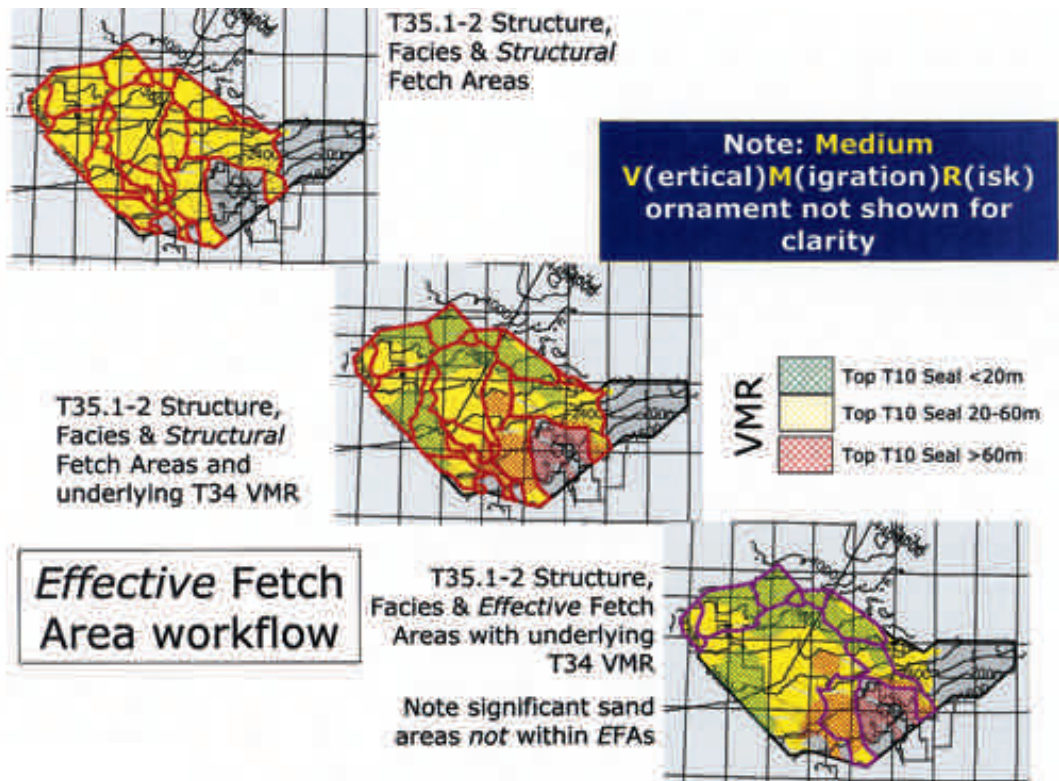 T35.1-2 Structure,
Facies & Structural
Fetch Areas
Note: Medium
V(ertical)M(igration)R(isk)
ornament not shown for
clarity
T35.1-2 Structure,
Facies & Structural
Fetch Areas and
underlying T34 VMR
VMR
Top T10 Seal <20m
Top T10 Seal 20-60m
Top T10 Seal >60m
Effective Fetch
Area workflow
T35.1-2 Structure,
Facies & Effective Fetch
Areas with underlying
T34 VMR
Note significant sand
areas not within EFAs